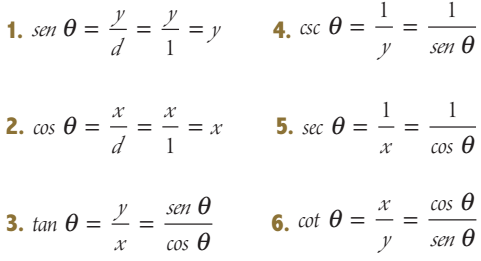 1. sen θ = y/d = y/1 = y
4. csc θ = 1/y = 1/sen θ
2. cos θ = x/d = x/1 = x
5. sec θ = 1/x = 1/cos θ
3. tan θ = y/x = sen θ/cos θ
6. cot θ = x/y = cos θ/sen θ